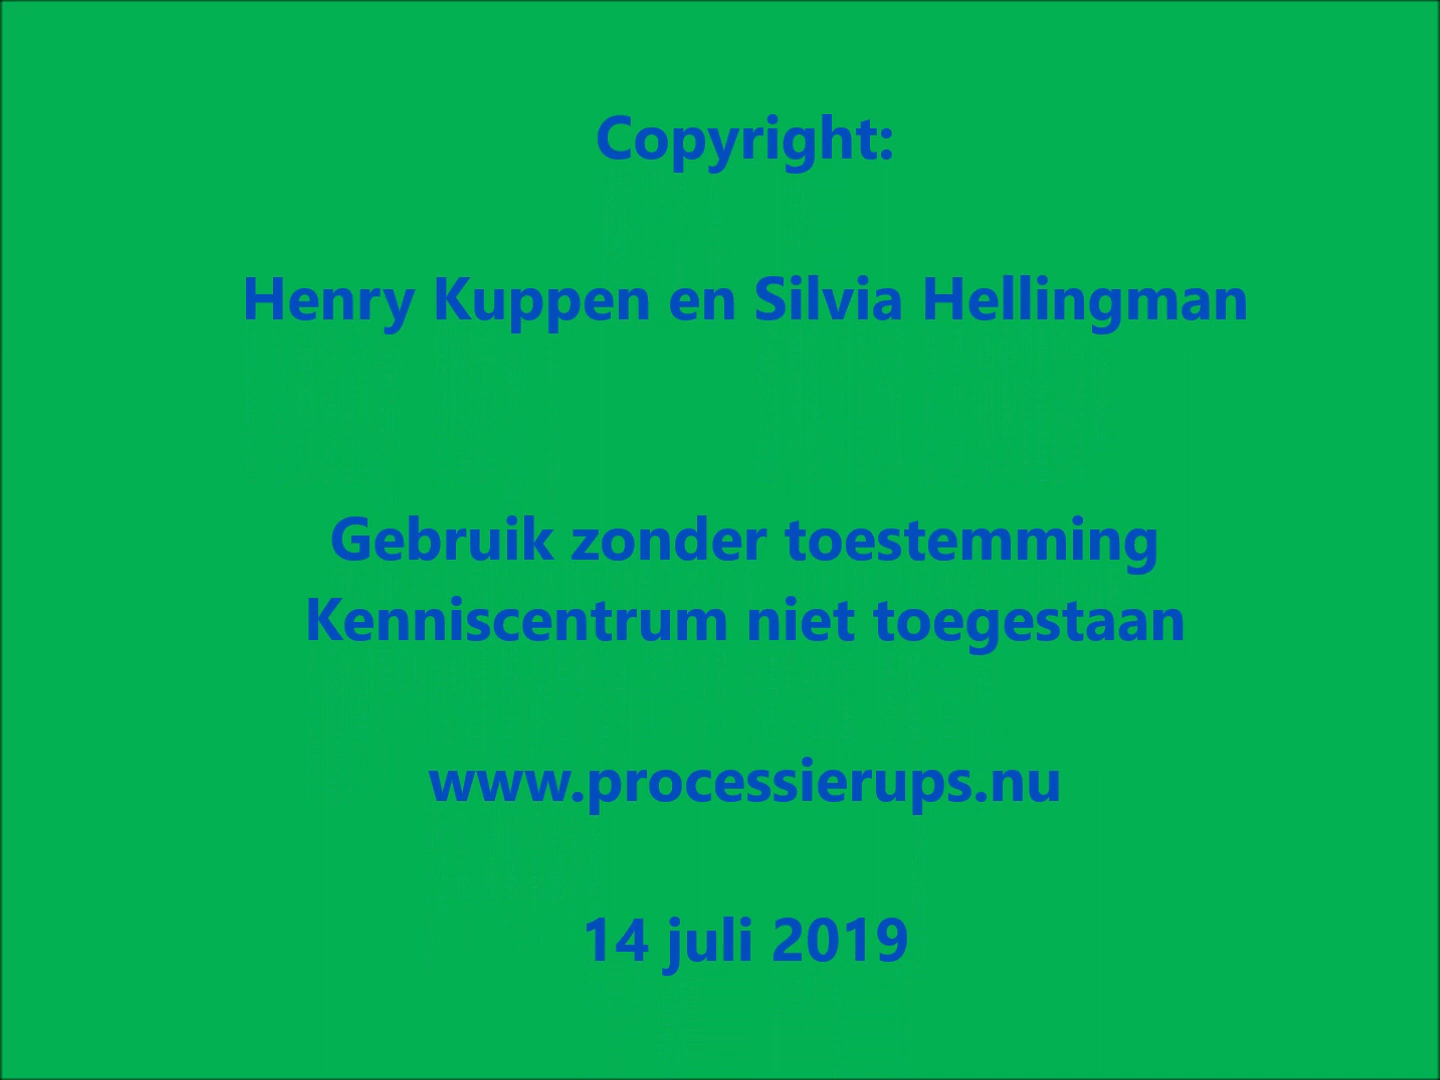 Copyright:
Henry Kuppen en Silvia Hellingman
Gebruik zonder toestemming
Kenniscentrum niet toegestaan
www.processierups.nu
14 juli 2019